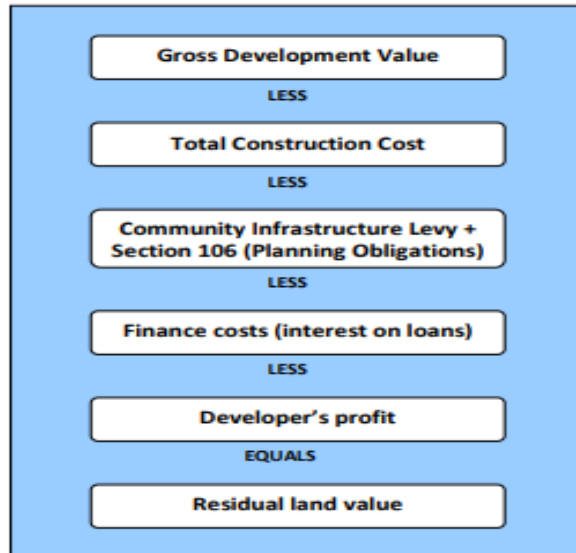 Gross Development Value
LESS
Total Construction Cost
LESS
Community Infrastructure Levy +
Section 106 (Planning Obligations)
LESS
Finance costs (interest on loans)
LESS
Developer’s profit
EQUALS
Residual land value